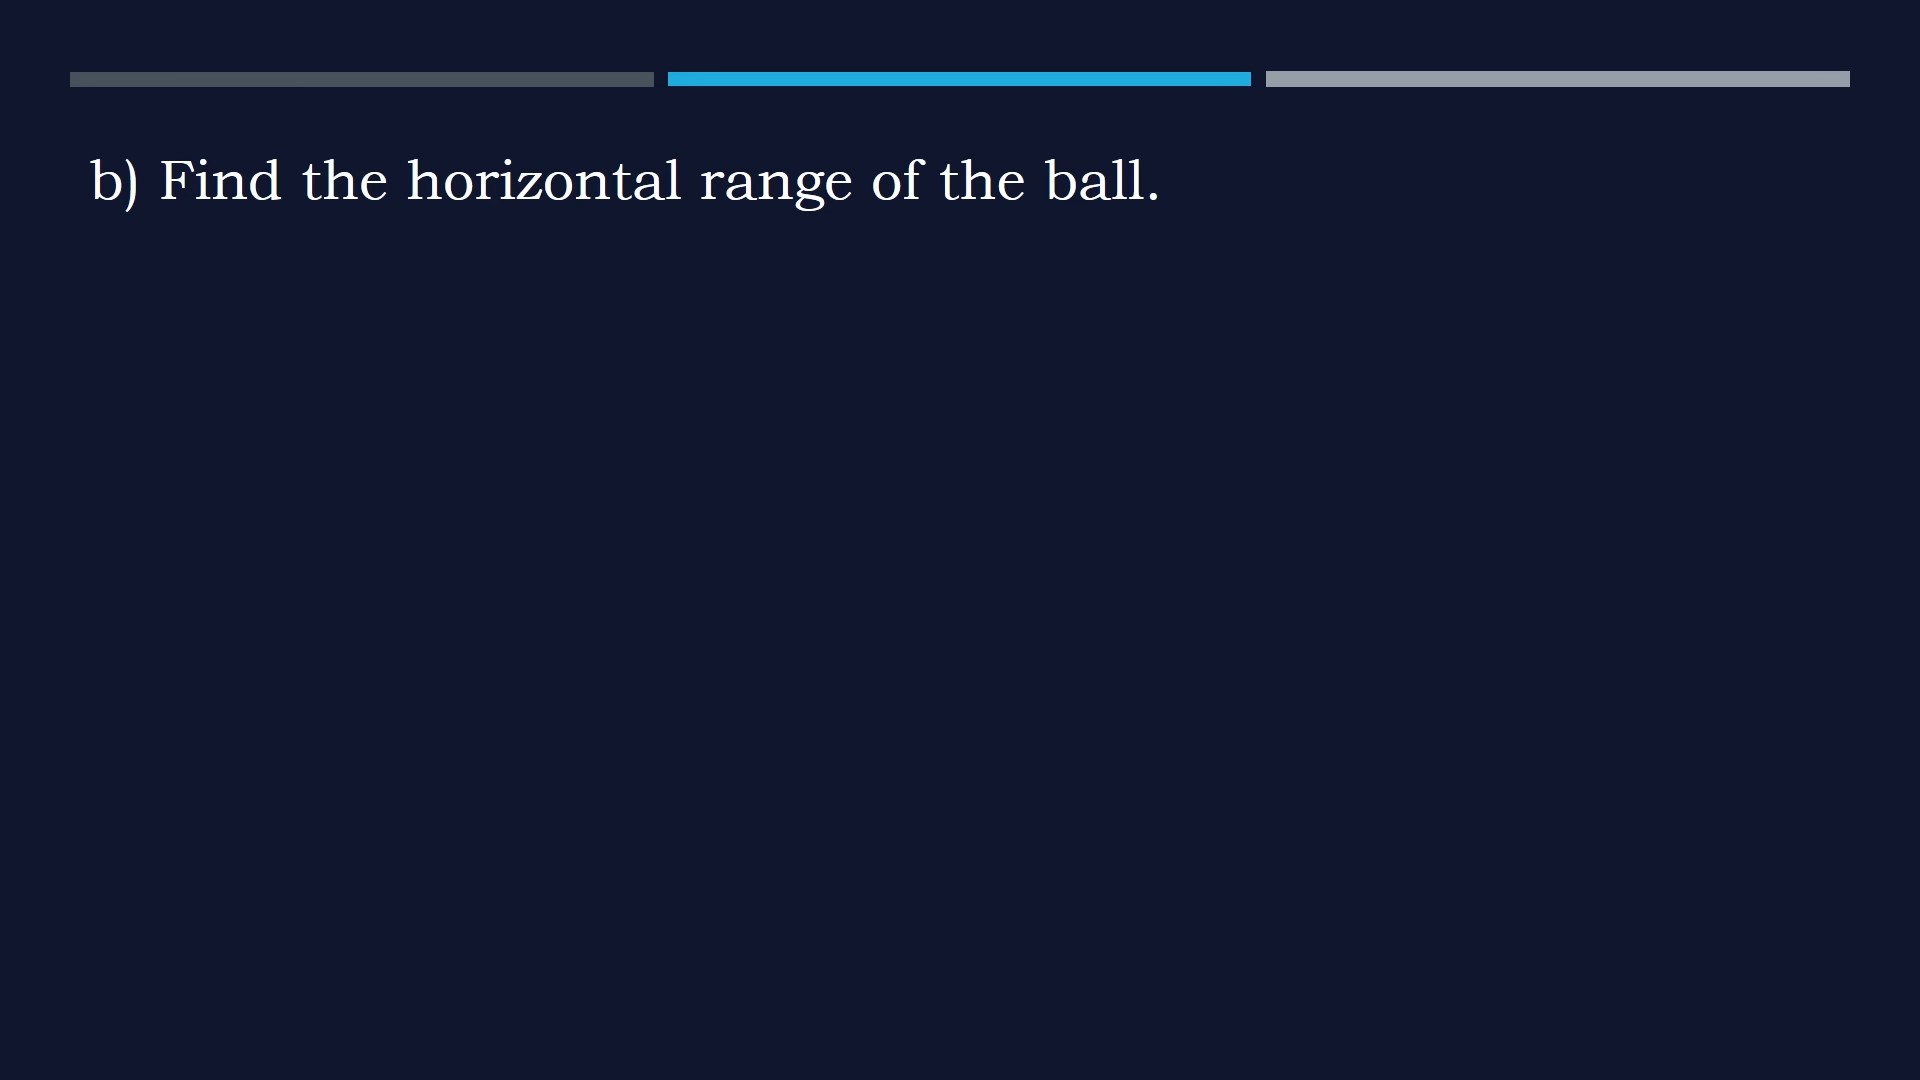 b) Find the horizontal range of the ball.